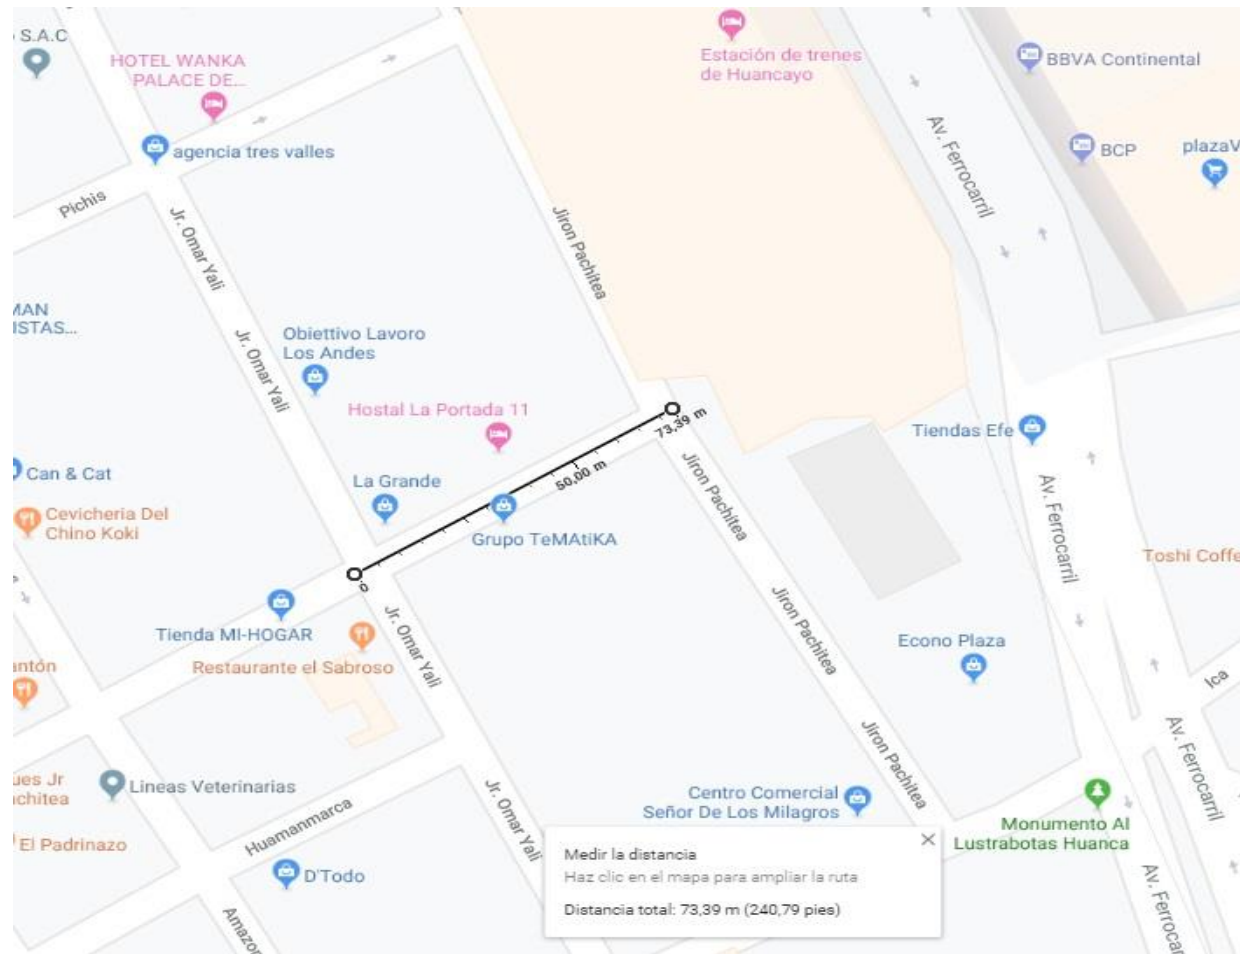 S.A.C
HOTEL WANKA
PALACE DE...
Estación de trenes
de Huancayo
BBVA Continental
agencia tres valles
BCP
plazaV
Av. Ferrocarril
Pichis
Jr. Omar Yali
Jiron Pachitea
MAN
ISTAS...
Jr. Omar Yali
Obiettivo Lavoro
Los Andes
Hostal La Portada 11
73,39 m
Tiendas Efe
50,00 m
Can & Cat
La Grande
Jiron Pachitea
Av. Ferrocarril
Cevicheria Del
Chino Koki
Grupo TeMAtiKA
Toshi Coffe
0
Tienda MI-HOGAR
Jr. Omar Yali
Jiron Pachitea
Econo Plaza
Restaurante el Sabroso
antón
Ica
Jiron Pachitea
Av. Ferrocarril
ues Jr
achitea
Lineas Veterinarias
Jr. Omar Yali
Centro Comercial
Señor De Los Milagros
Huamanmarca
Monumento Al
Lustrabotas Huanca
El Padrinazo
D'Todo
Medir la distancia
Haz clic en el mapa para ampliar la ruta
Distancia total: 73,39 m (240,79 pies)
Amazor
Av. Ferrocar